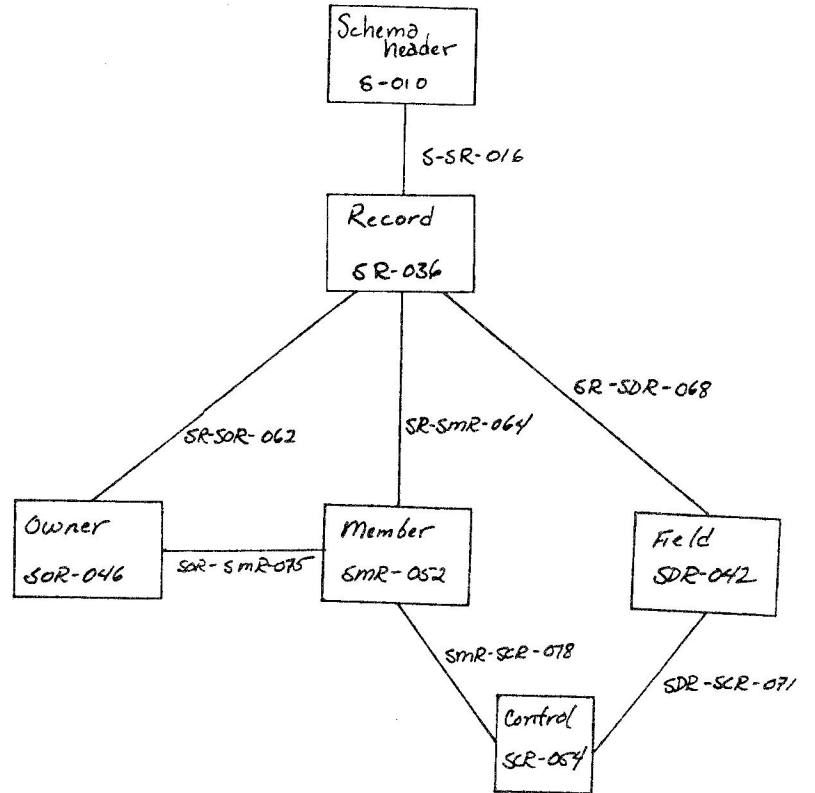 Schema
header
S-010
S-SR-016
Record
SR-036
SR-SDR-068
SR-SOR-062
SR-SMR-064
Owner
SOR-046
SOR-SMR-075
Member
SMR-052
Field
SDR-042
SMR-SCR-078
SDR-SCR-071
Control
SCR-054